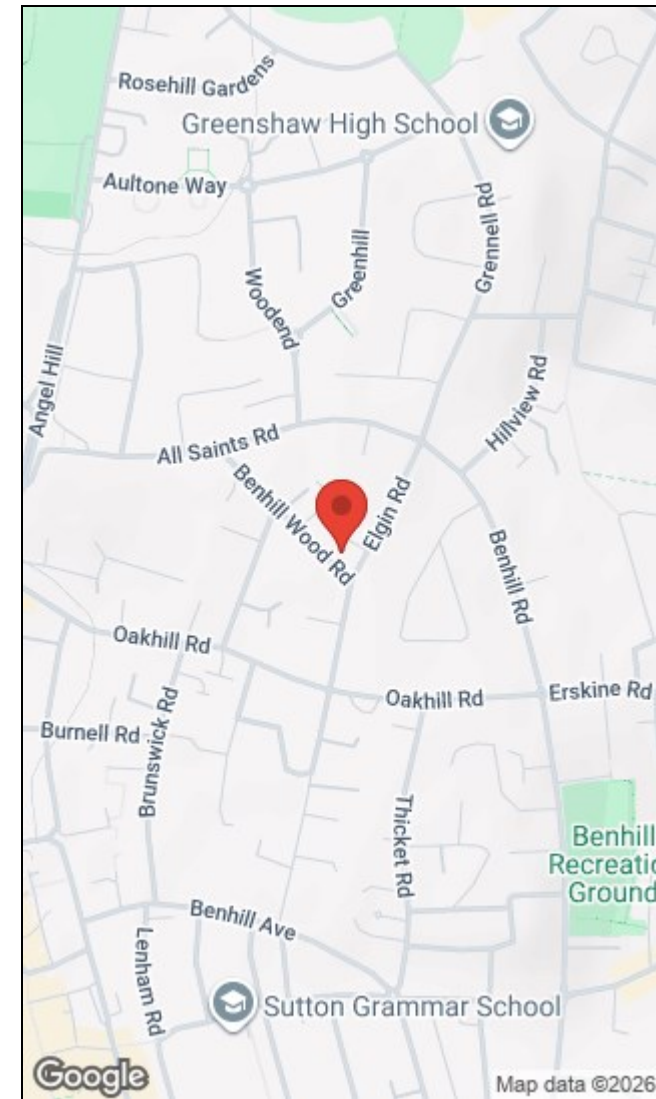 Rosehill Gardens
Greenshaw High School
Aultone Way
Grennell Rd
Greenhill
Woodend
Angel Hill
Hillview Rd
All Saints Rd
Benhill Wood Rd
Elgin Rd
Benhill Rd
Oakhill Rd
Oakhill Rd
Erskine Rd
Burnell Rd
Brunswick Rd
Thicket Rd
Benhill
Recreatio
Ground
Benhill Ave
Lenham Rd
Sutton Grammar School
Google
Map data ©2026